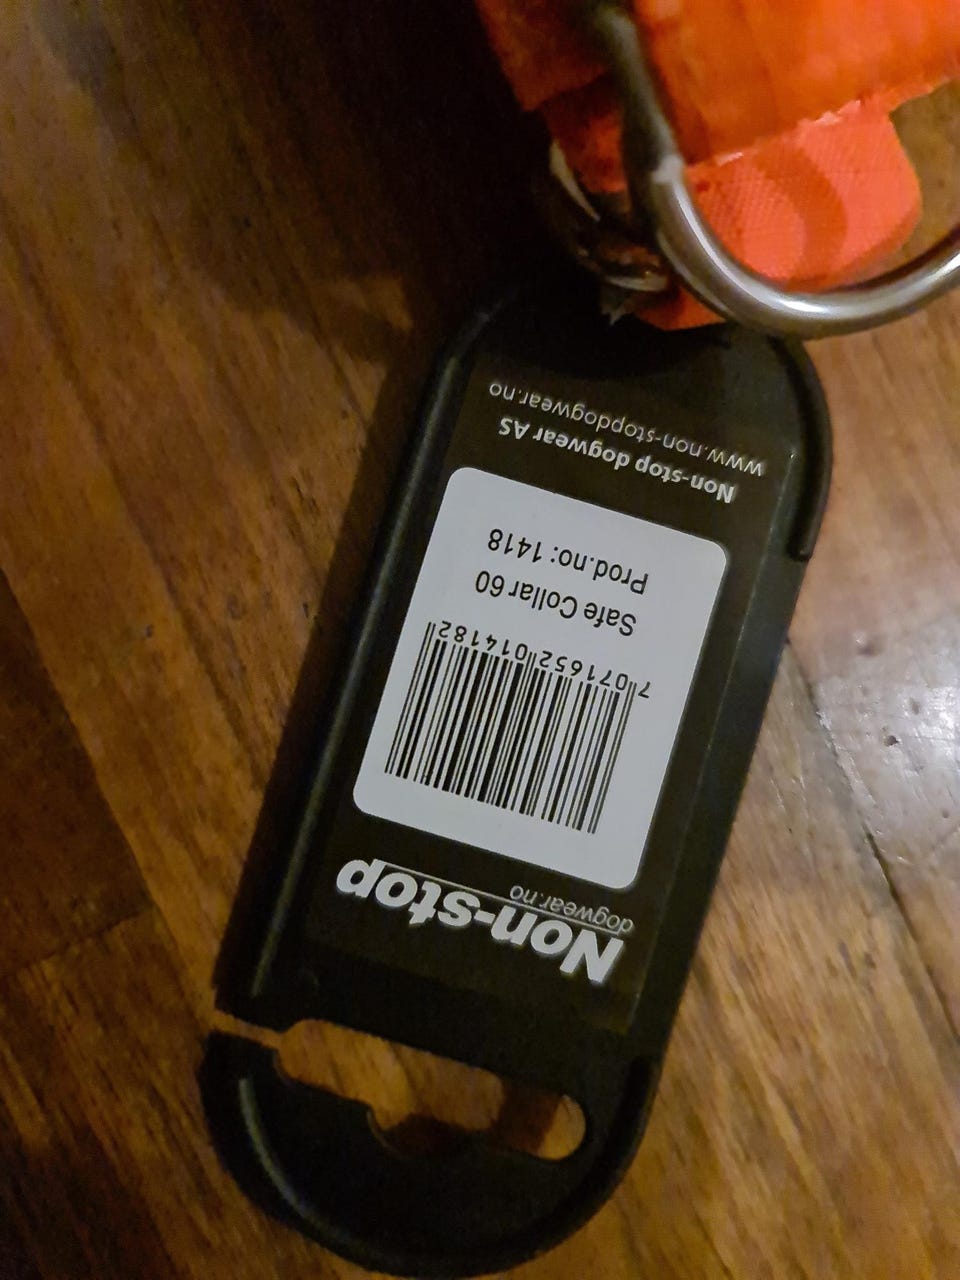 Non-stop
dogwear.no
7 071652 014182
Safe Collar 60
Prod.no: 1418
Non-stop dogwear AS
www.non-stopdogwear.no